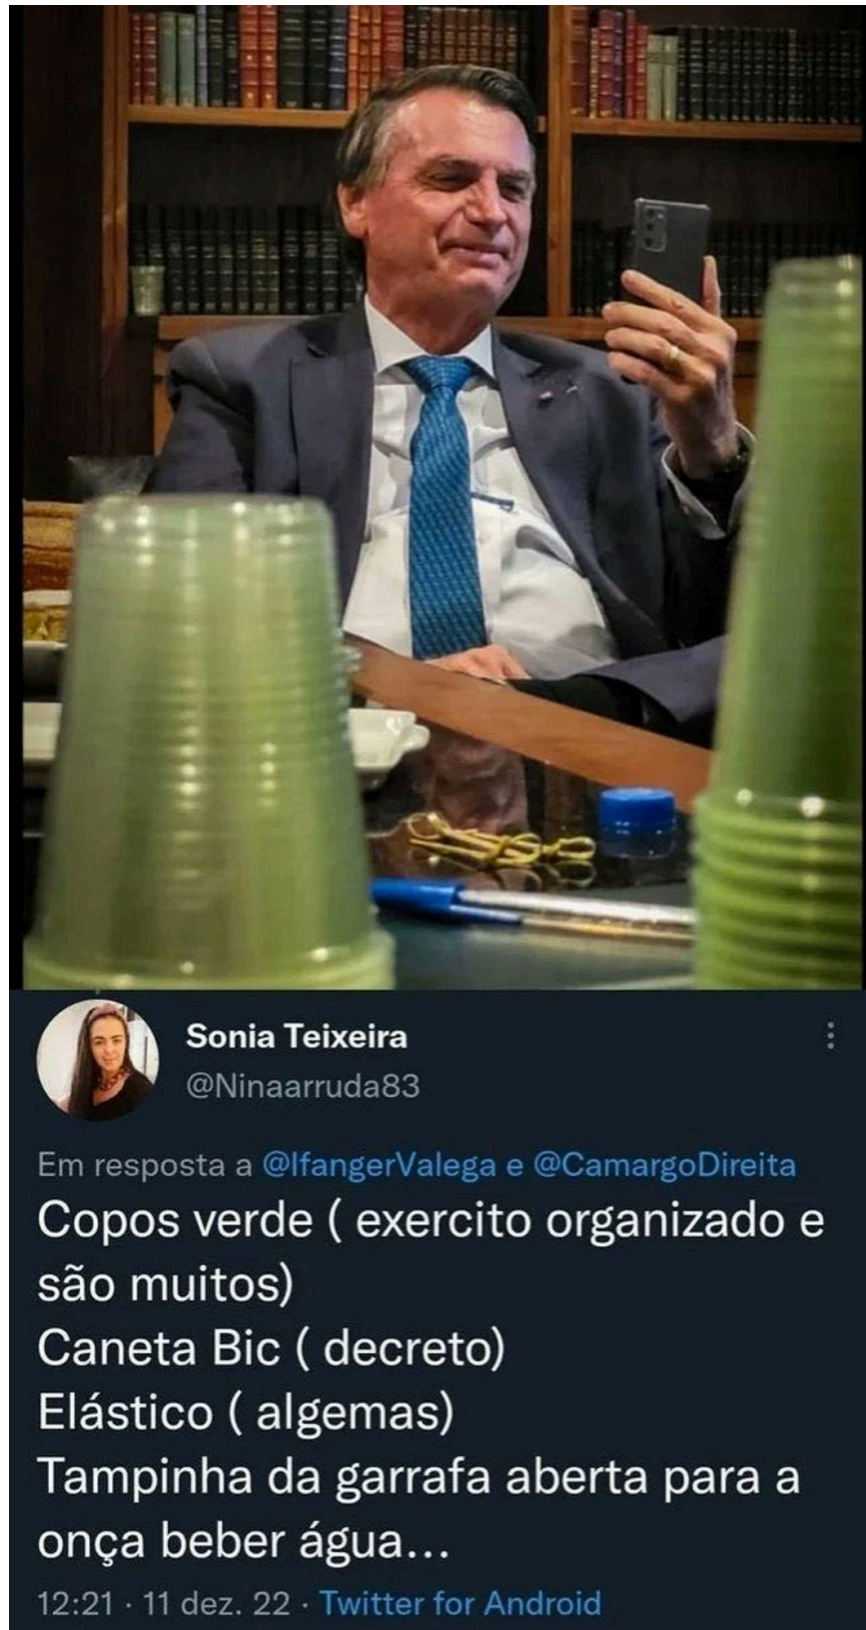 Sonia Teixeira
@Ninaarruda83
Em resposta a @IfangerValega e @CamargoDireita
Copos verde ( exercito organizado e
são muitos)
Caneta Bic ( decreto)
Elástico ( algemas)
Tampinha da garrafa aberta para a
onça beber água...
12:21 · 11 dez. 22 · Twitter for Android